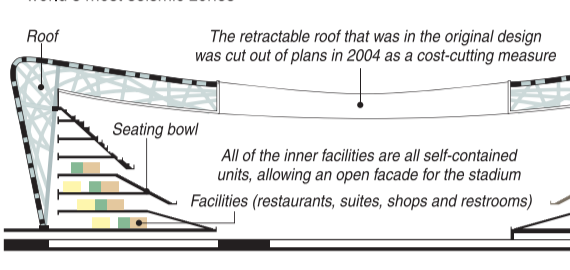 world's most seismic zones
Roof
The retractable roof that was in the original design
was cut out of plans in 2004 as a cost-cutting measure
Seating bowl
All of the inner facilities are all self-contained
units, allowing an open facade for the stadium
Facilities (restaurants, suites, shops and restrooms)